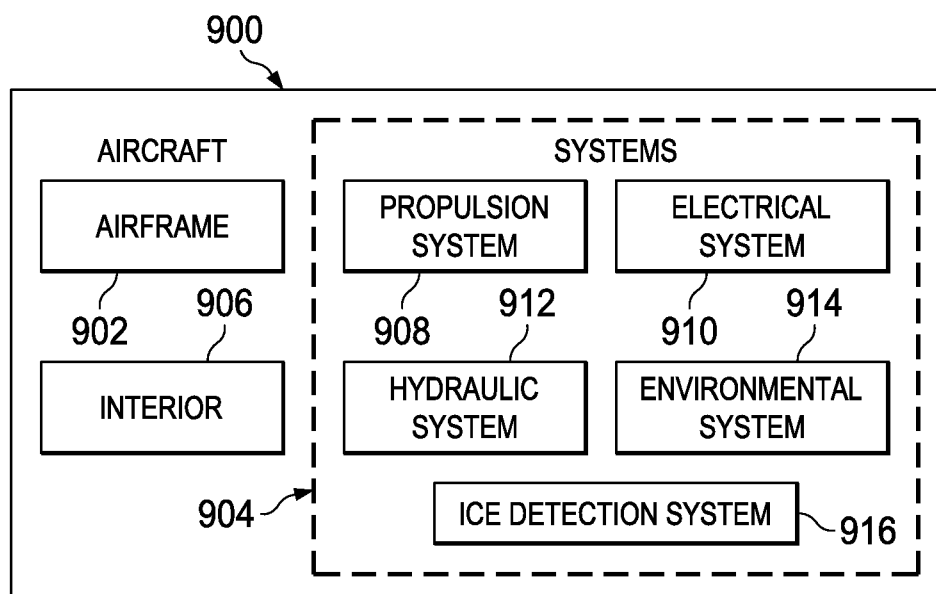 900
AIRCRAFT
SYSTEMS
AIRFRAME
PROPULSION
SYSTEM
ELECTRICAL
SYSTEM
902
906
908
912
910
914
INTERIOR
HYDRAULIC
SYSTEM
ENVIRONMENTAL
SYSTEM
904
ICE DETECTION SYSTEM
916